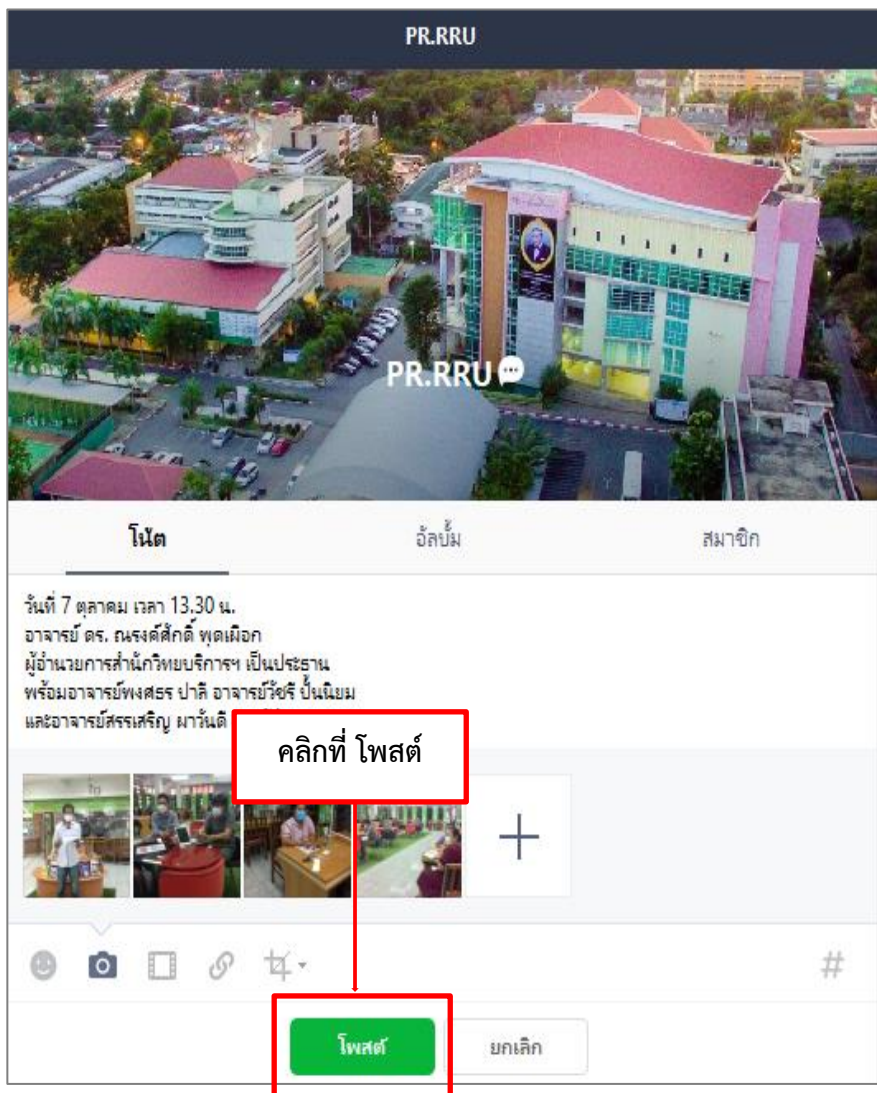 PR.RRU
PR.RRU
โน้ต
อัลบั้ม
สมาชิก
วันที่ 7 ตุลาคม เวลา 13.30 น.
อาจารย์ ดร. ณรงค์ศักดิ์ พุดเผือก
ผู้อำนวยการสำนักวิทยบริการฯ เป็นประธาน
พร้อมอาจารย์พงศธร ปาลี อาจารย์วัชรี ปั้นนิยม
และอาจารย์สรรเสริญ ผาวันดี
คลิกที่ โพสต์
#
โพสต์
ยกเลิก